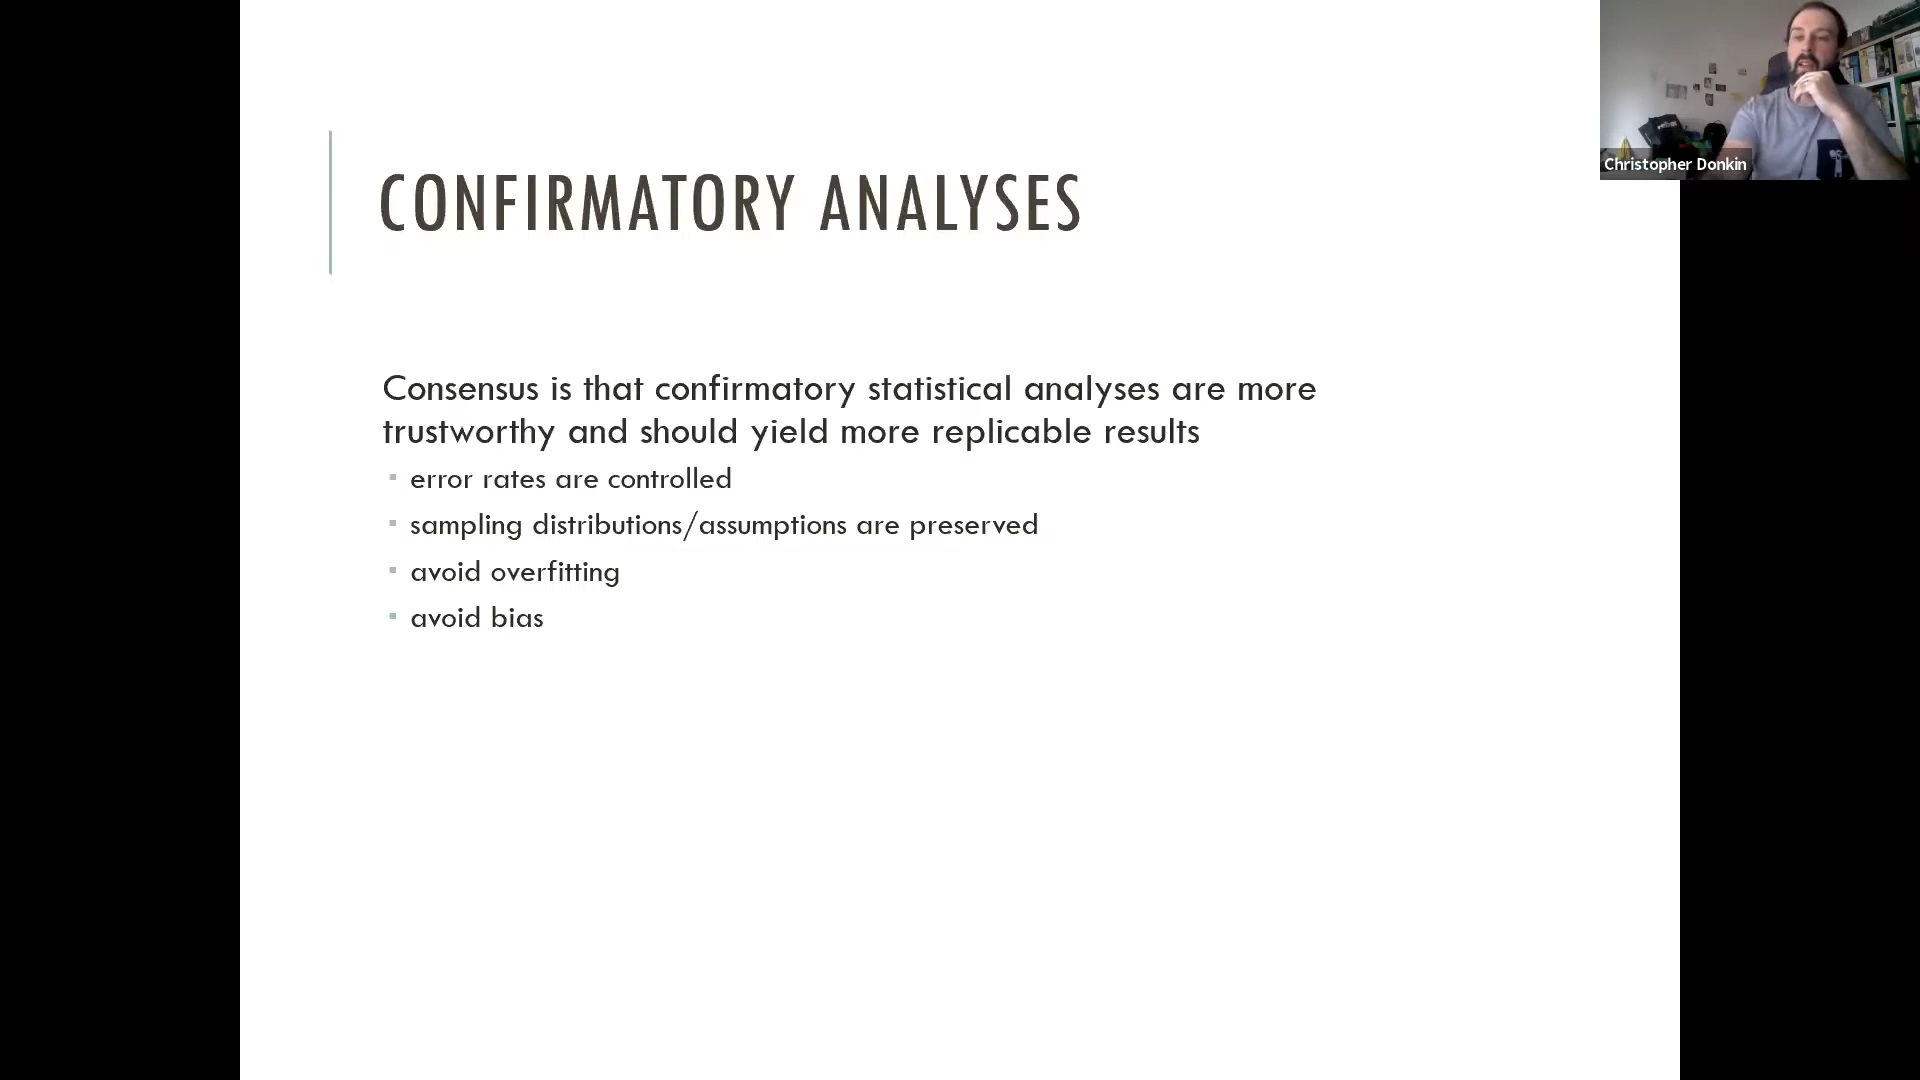 CONFIRMATORY ANALYSES
Consensus is that confirmatory statistical analyses are more
trustworthy and should yield more replicable results
error rates are controlled
sampling distributions/assumptions are preserved
avoid overfitting
avoid bias
Christopher Donkin